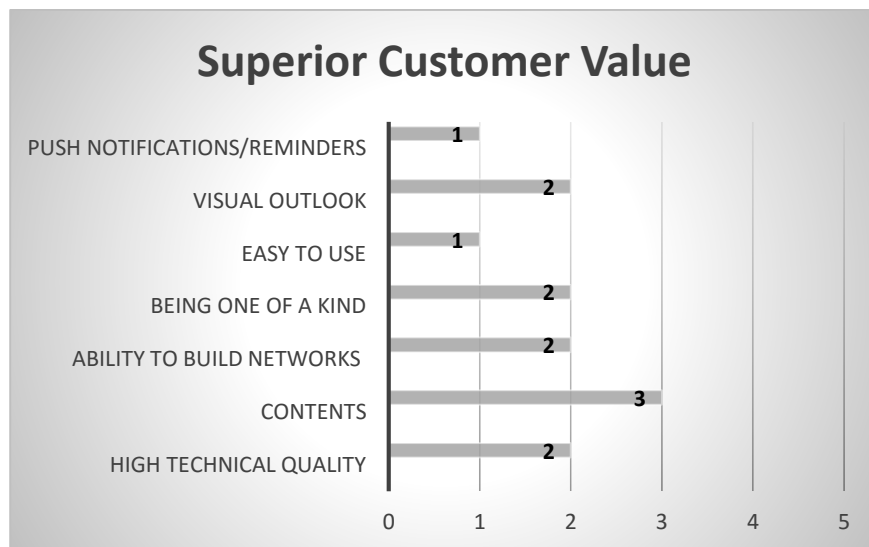 Superior Customer Value
PUSH NOTIFICATIONS/REMINDERS 1
VISUAL OUTLOOK 2
EASY TO USE 1
BEING ONE OF A KIND 2
ABILITY TO BUILD NETWORKS 2
CONTENTS 3
HIGH TECHNICAL QUALITY 2
0 1 2 3 4 5